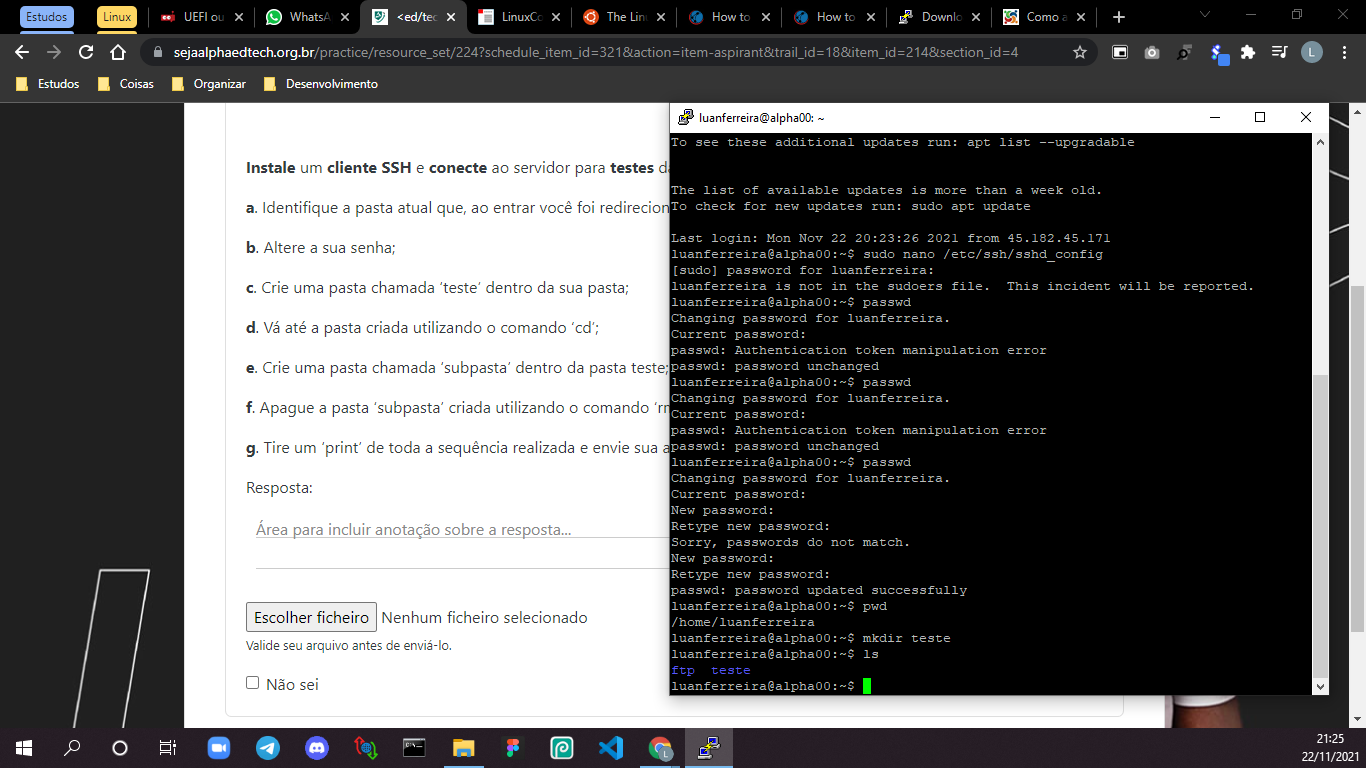 Estudos
Linux
UEFI ou
WhatsA
<ed/tec
LinuxCo
The Lin
How to
How to
Downlo
Como a
sejaalphaedtech.org.br/practice/resource_set/224?schedule_item_id=321&action=item-aspirant&trail_id=18&item_id=214&section_id=4
L
Estudos
Coisas
Organizar
Desenvolvimento
Instale um cliente SSH e conecte ao servidor para testes da
a. Identifique a pasta atual que, ao entrar você foi redirecion
b. Altere a sua senha;
c. Crie uma pasta chamada 'teste' dentro da sua pasta;
d. Vá até a pasta criada utilizando o comando 'cd';
e. Crie uma pasta chamada 'subpasta' dentro da pasta teste;
f. Apague a pasta 'subpasta' criada utilizando o comando 'rm
g. Tire um 'print' de toda a sequência realizada e envie sua a
Resposta:
Área para incluir anotação sobre a resposta...
Escolher ficheiro Nenhum ficheiro selecionado
Valide seu arquivo antes de enviá-lo.
Não sei
luanferreira@alpha00: ~
To see these additional updates run: apt list --upgradable
The list of available updates is more than a week old.
To check for new updates run: sudo apt update
Last login: Mon Nov 22 20:23:26 2021 from 45.182.45.171
luanferreira@alpha00:~$ sudo nano /etc/ssh/sshd_config
[sudo] password for luanferreira:
luanferreira is not in the sudoers file.  This incident will be reported.
luanferreira@alpha00:~$ passwd
Changing password for luanferreira.
Current password:
passwd: Authentication token manipulation error
passwd: password unchanged
luanferreira@alpha00:~$ passwd
Changing password for luanferreira.
Current password:
passwd: Authentication token manipulation error
passwd: password unchanged
luanferreira@alpha00:~$ passwd
Changing password for luanferreira.
Current password:
New password:
Retype new password:
Sorry, passwords do not match.
New password:
Retype new password:
passwd: password updated successfully
luanferreira@alpha00:~$ pwd
/home/luanferreira
luanferreira@alpha00:~$ mkdir teste
luanferreira@alpha00:~$ ls
ftp  teste
luanferreira@alpha00:~$
21:25
22/11/2021